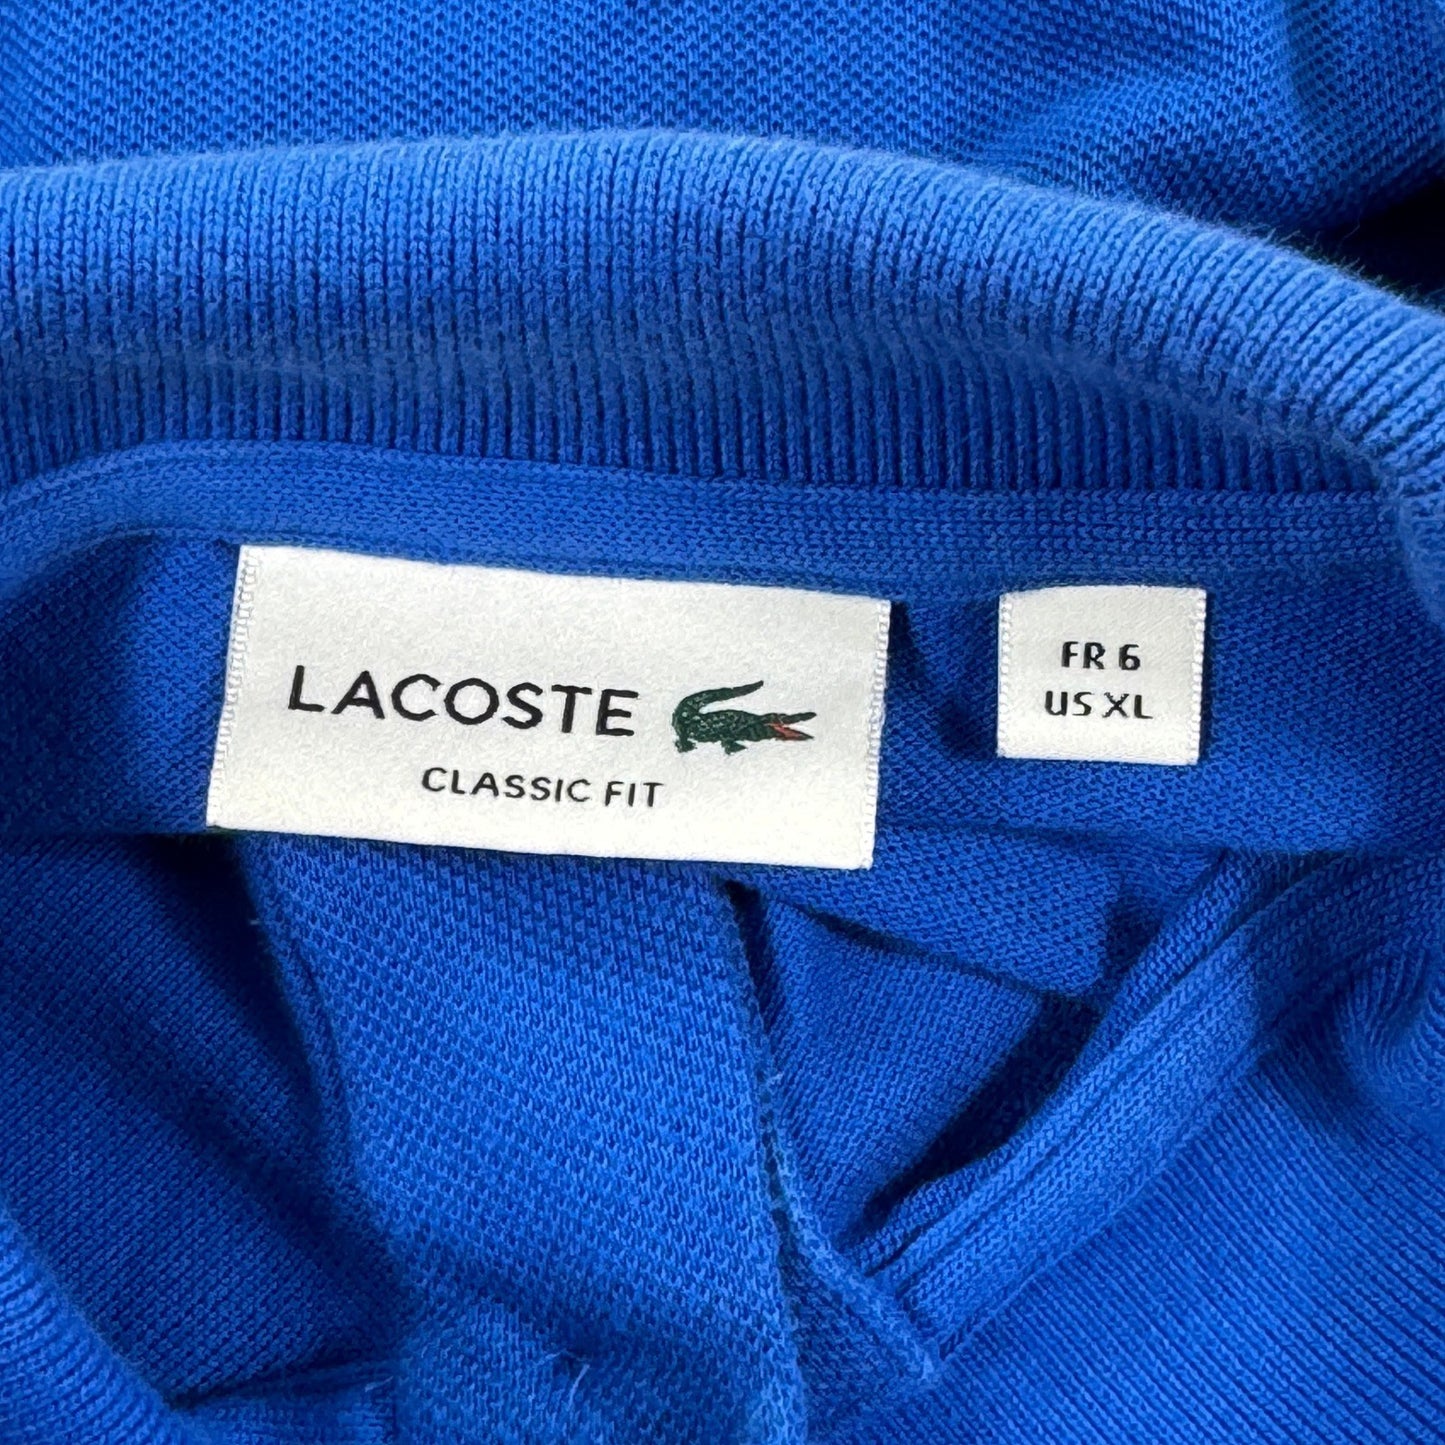 LACOSTE
CLASSIC FIT
FR 6
US XL